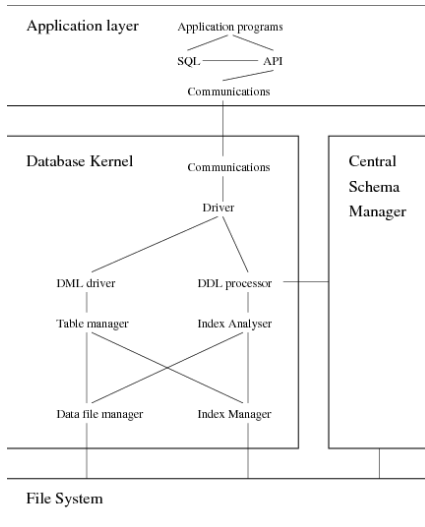 Application layer
Application programs
SQL
API
Communications
Database Kernel
Communications
Central
Schema
Manager
Driver
DML driver
DDL processor
Table manager
Index Analyser
Data file manager
Index Manager
File System